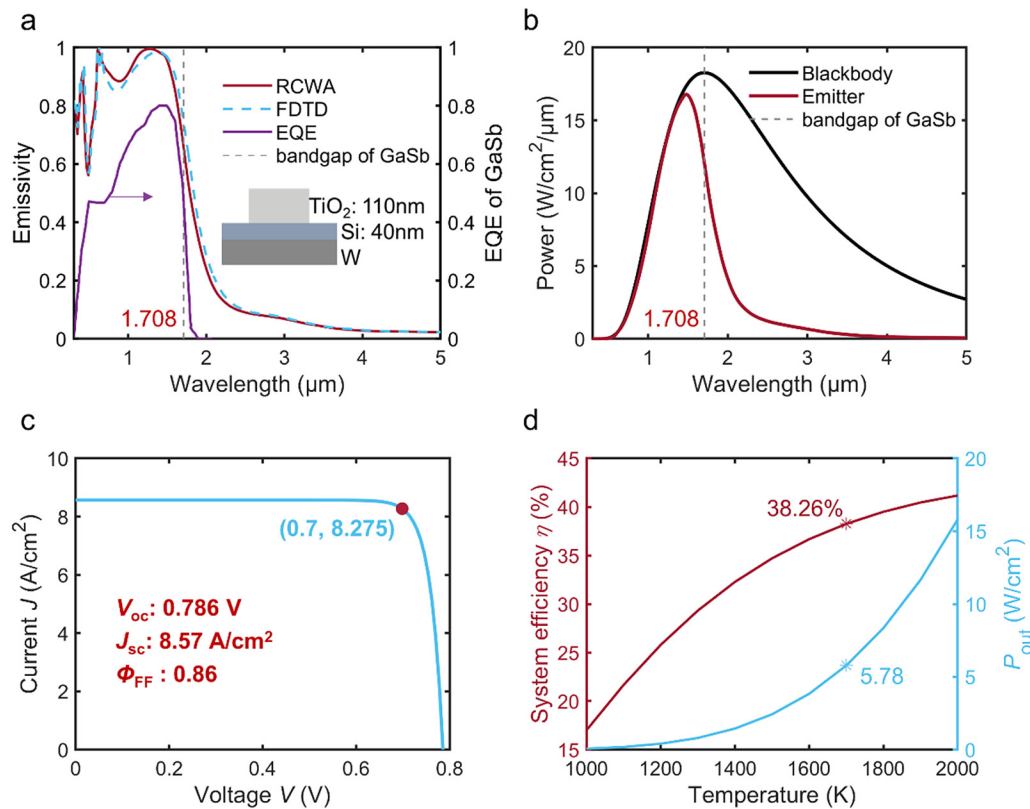 a
1
0.8
0.6
0.4
0.2
0
Emissivity
1
2
3
4
5
Wavelength (μm)
1
0.8
0.6
0.4
0.2
0
EQE of GaSb
RCWA
FDTD
EQE
bandgap of GaSb
TiO₂: 110nm
Si: 40nm
W
1.708
b
20
15
10
5
0
Power (W/cm²/μm)
1
2
3
4
5
Wavelength (μm)
Blackbody
Emitter
bandgap of GaSb
1.708
c
10
8
6
4
2
0
Current J (A/cm²)
0
0.2
0.4
0.6
0.8
Voltage V (V)
(0.7, 8.275)
Voc: 0.786 V
Jsc: 8.57 A/cm²
ΦFF : 0.86
d
45
40
35
30
25
20
15
System efficiency η (%)
1000
1200
1400
1600
1800
2000
Temperature (K)
20
15
10
5
0
Pout (W/cm²)
38.26%
5.78